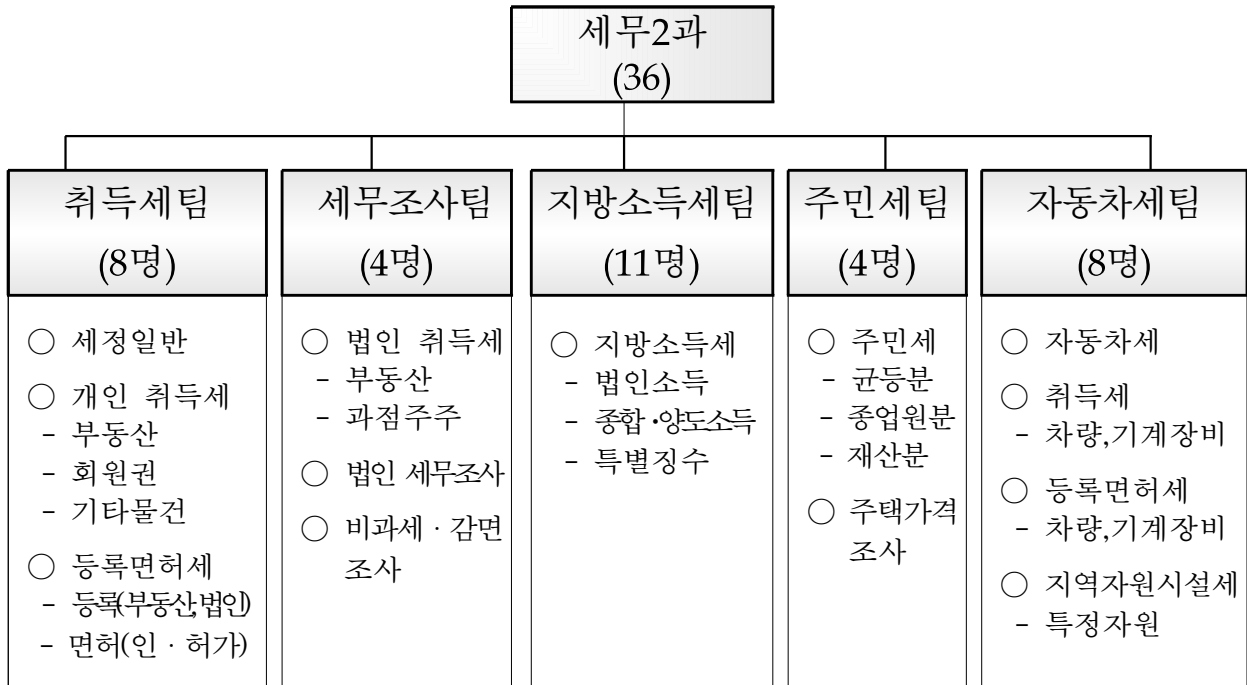 세무2과
(36)
취득세팀
(8명)
○ 세정일반
○ 개인 취득세
- 부동산
- 회원권
- 기타물건
○ 등록면허세
- 등록(부동산,법인)
- 면허(인 · 허가)
세무조사팀
(4명)
○ 법인 취득세
- 부동산
- 과점주주
○ 법인 세무조사
○ 비과세 · 감면
조사
지방소득세팀
(11명)
○ 지방소득세
- 법인소득
- 종합 •양도소득
- 특별징수
주민세팀
(4명)
○ 주민세
- 균등분
- 종업원분
- 재산분
○ 주택가격
조사
자동차세팀
(8명)
○ 자동차세
○ 취득세
- 차량,기계장비
○ 등록면허세
- 차량,기계장비
○ 지역자원시설세
- 특정자원